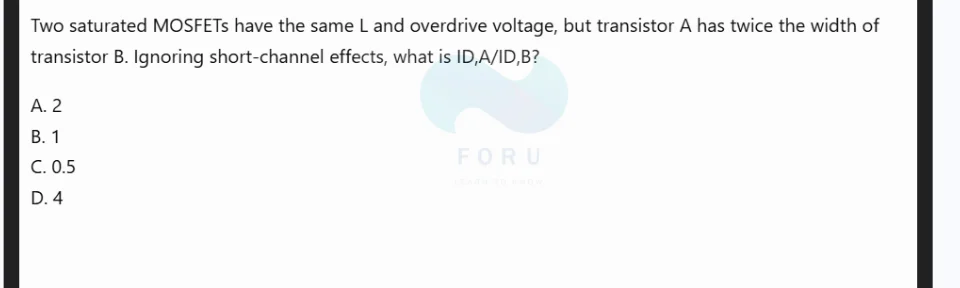 Two saturated MOSFETs have the same L and overdrive voltage, but transistor A has twice the width of
transistor B. Ignoring short-channel effects, what is ID,A/ID,B?
A. 2
B. 1
C. 0.5
D. 4
FORU